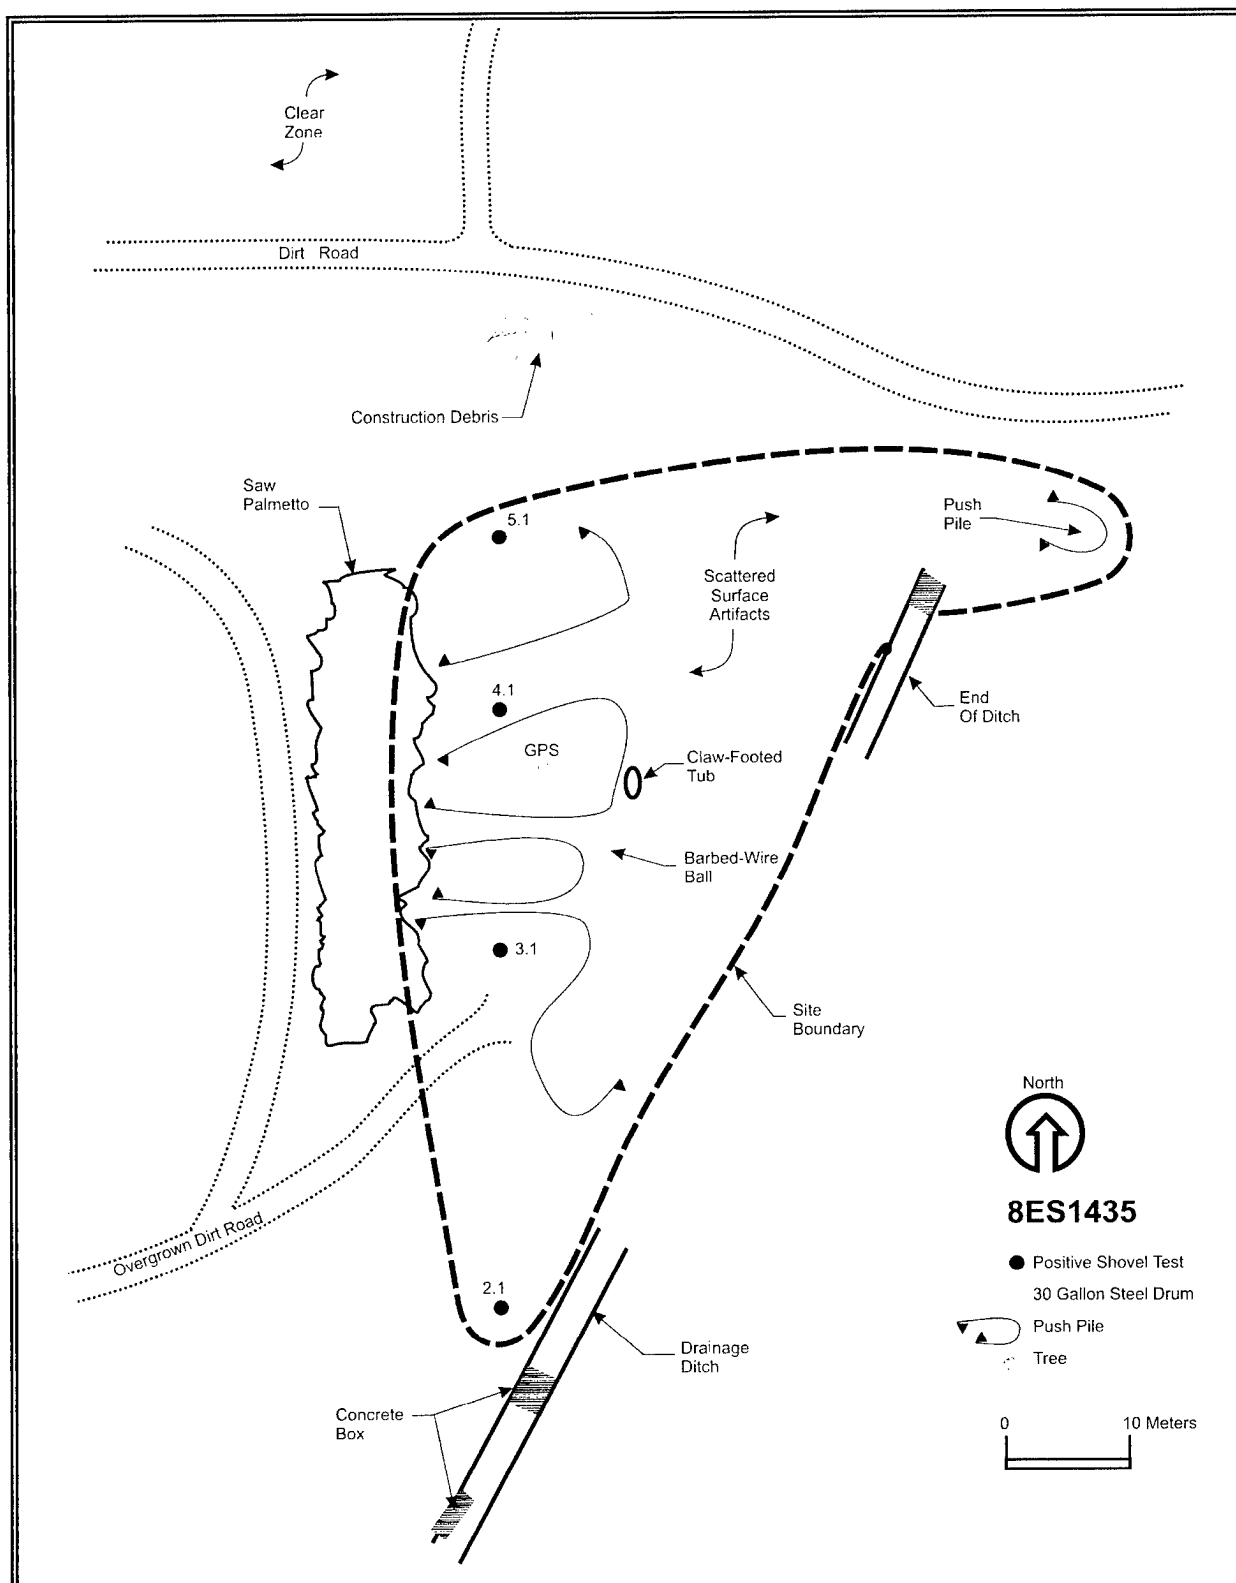 Clear
Zone
Dirt Road
Construction Debris
Saw
Palmetto
5.1
Push
Pile
Scattered
Surface
Artifacts
4.1
End
Of Ditch
GPS
Claw-Footed
Tub
Barbed-Wire
Ball
3.1
Site
Boundary
North
8ES1435
Overgrown Dirt Road
Positive Shovel Test
2.1
30 Gallon Steel Drum
Push Pile
Drainage
Ditch
Tree
Concrete
Box
0 10 Meters